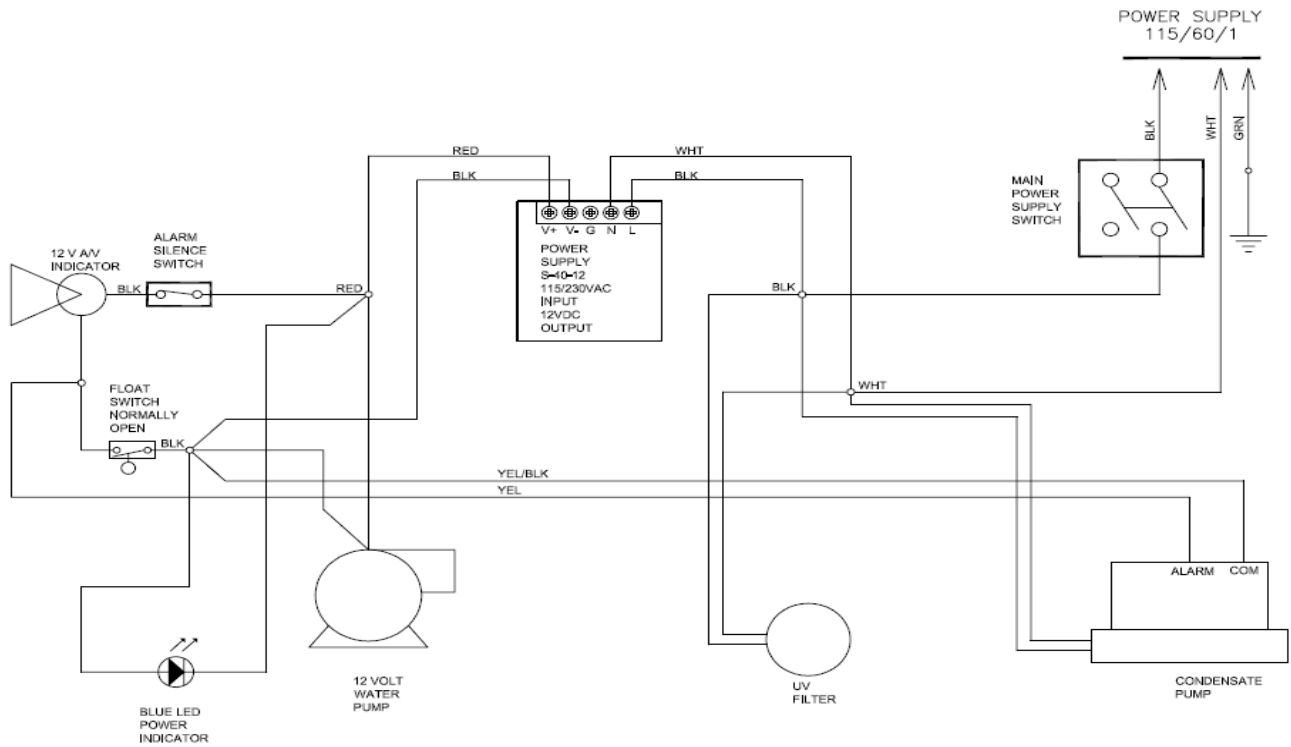 POWER SUPPLY
115/60/1
BLK
WHT
GRN
MAIN
POWER
SUPPLY
SWITCH
RED
WHT
BLK
BLK
V+ V- G N L
POWER
SUPPLY
S-40-12
115/230VAC
INPUT
12VDC
OUTPUT
12 V A/V
INDICATOR
ALARM
SILENCE
SWITCH
BLK
RED
BLK
WHT
FLOAT
SWITCH
NORMALLY
OPEN
BLK
YEL/BLK
YEL
ALARM COM
12 VOLT
WATER
PUMP
UV
FILTER
CONDENSATE
PUMP
BLUE LED
POWER
INDICATOR